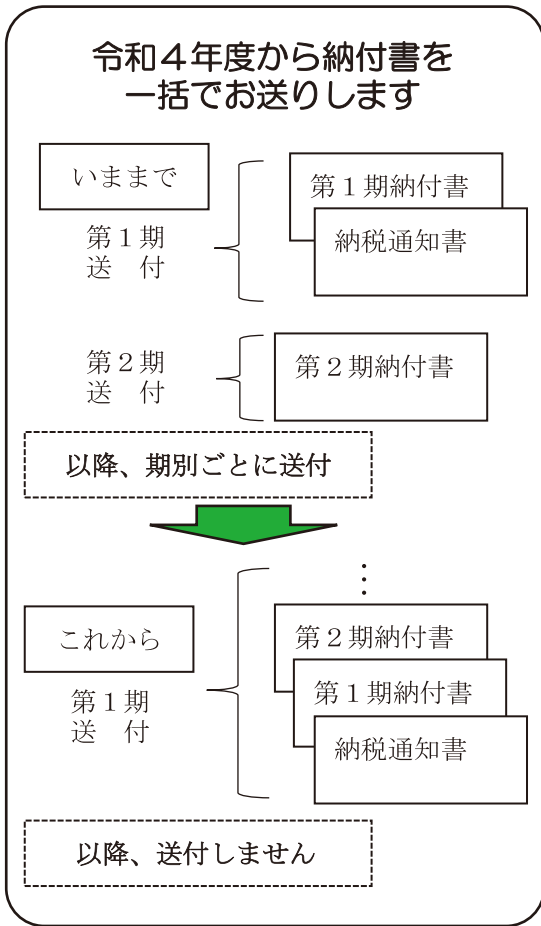 令和４年度から納付書を
一括でお送りします
いままで
第１期
送　付
第１期納付書
納税通知書
第２期
送　付
第２期納付書
以降、期別ごとに送付
これから
第１期
送　付
第２期納付書
第１期納付書
納税通知書
以降、送付しません